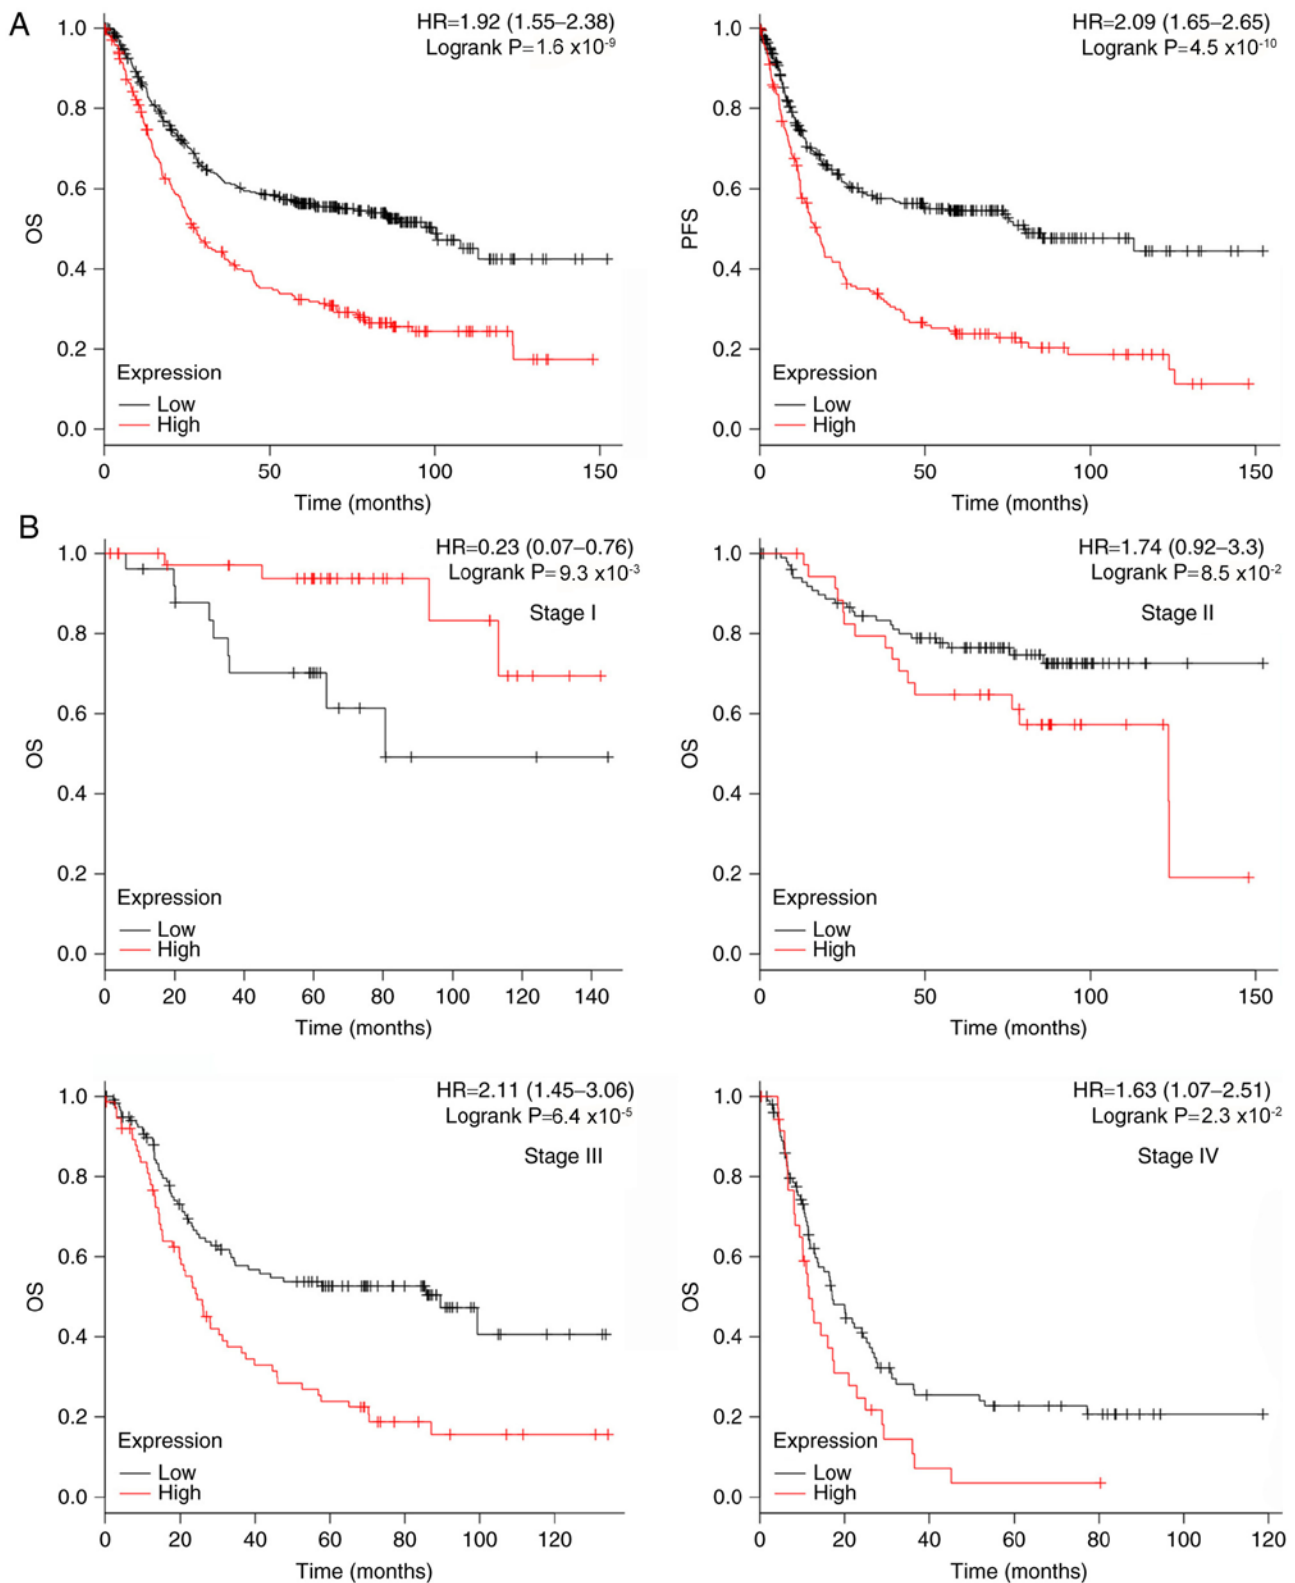 A
HR=1.92 (1.55–2.38)
Logrank P=1.6 x10-9
OS
1.0
0.8
0.6
0.4
0.2
0.0
Expression
Low
High
0 50 100 150
Time (months)
HR=2.09 (1.65–2.65)
Logrank P=4.5 x10-10
PFS
1.0
0.8
0.6
0.4
0.2
0.0
Expression
Low
High
0 50 100 150
Time (months)
B
HR=0.23 (0.07–0.76)
Logrank P=9.3 x10-3
Stage I
OS
1.0
0.8
0.6
0.4
0.2
0.0
Expression
Low
High
0 20 40 60 80 100 120 140
Time (months)
HR=1.74 (0.92–3.3)
Logrank P=8.5 x10-2
Stage II
OS
1.0
0.8
0.6
0.4
0.2
0.0
Expression
Low
High
0 50 100 150
Time (months)
HR=2.11 (1.45–3.06)
Logrank P=6.4 x10-5
Stage III
OS
1.0
0.8
0.6
0.4
0.2
0.0
Expression
Low
High
0 20 40 60 80 100 120
Time (months)
HR=1.63 (1.07–2.51)
Logrank P=2.3 x10-2
Stage IV
OS
1.0
0.8
0.6
0.4
0.2
0.0
Expression
Low
High
0 20 40 60 80 100 120
Time (months)